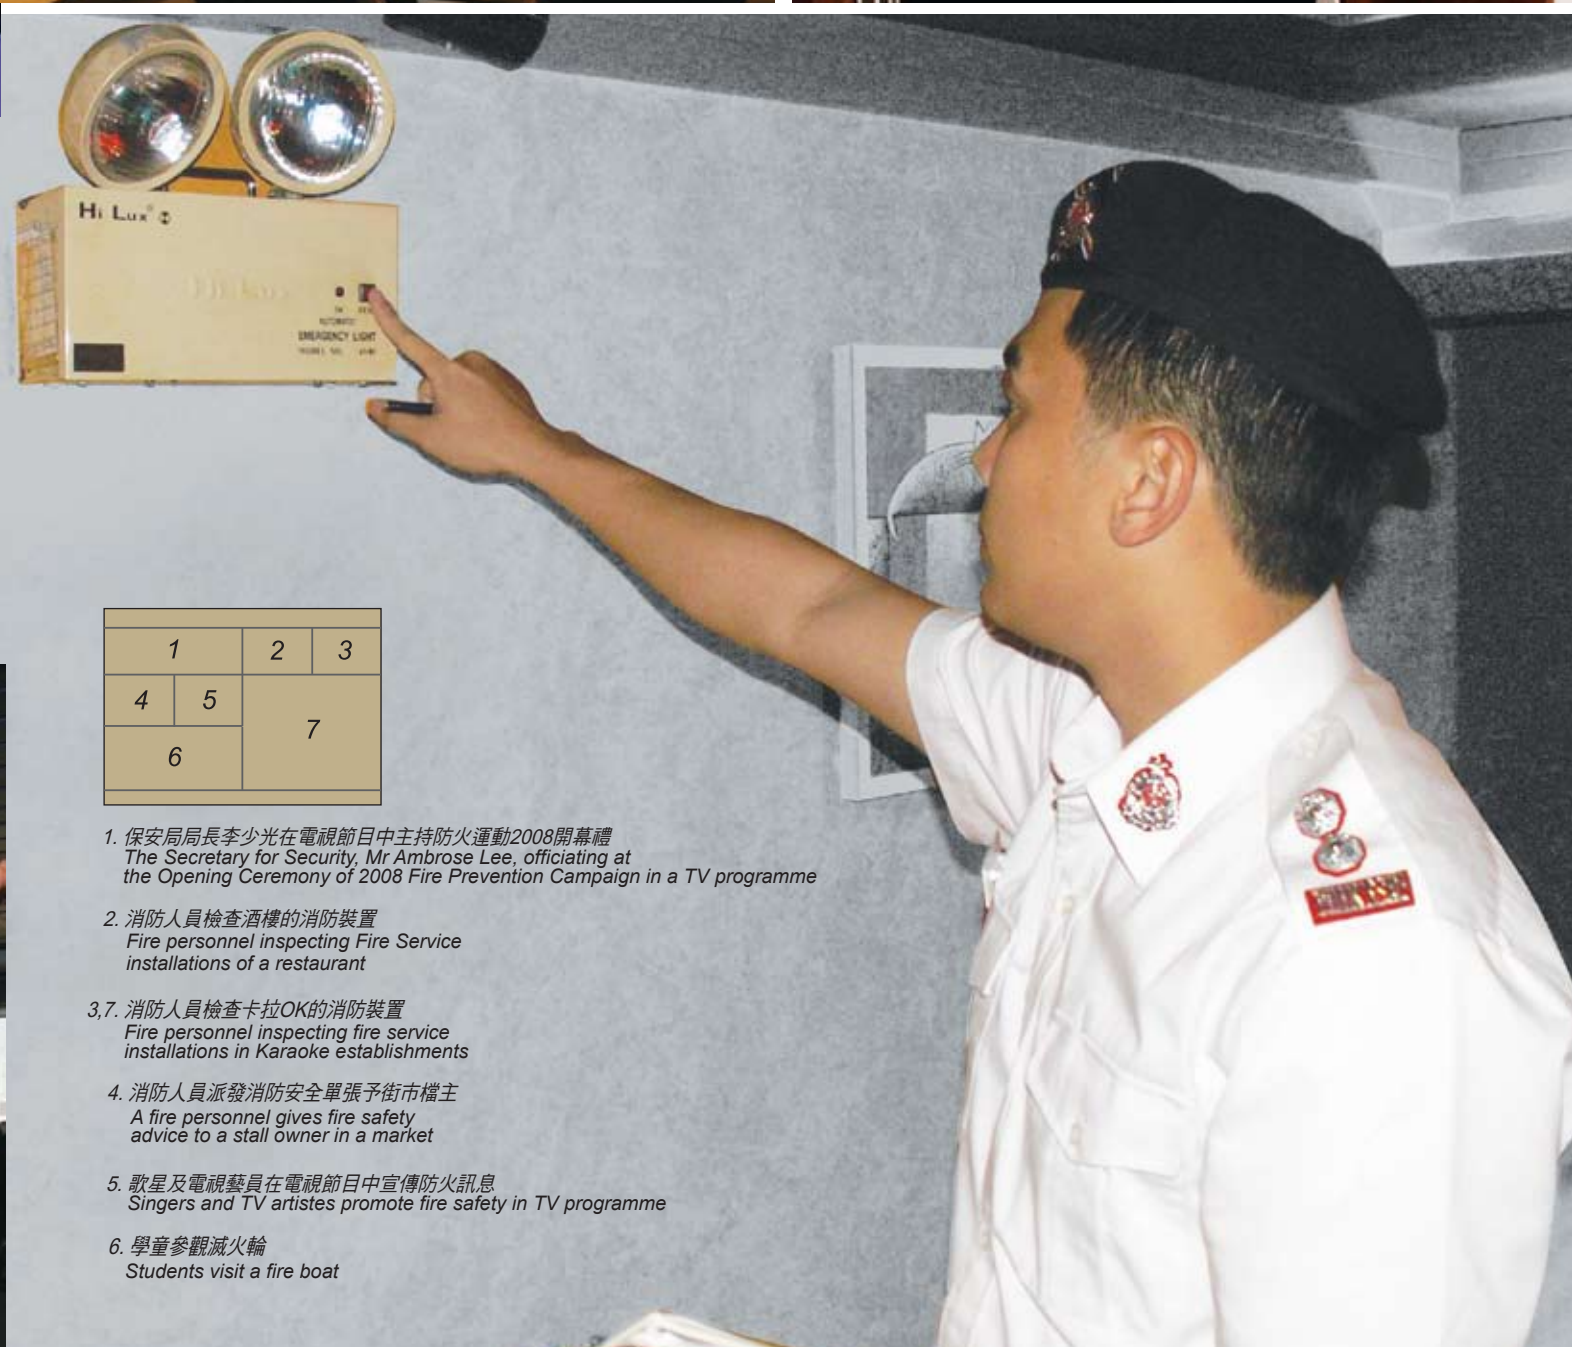 Hi Lux
AUTOMATIC
EMERGENCY LIGHT
1
2
3
4
5
7
6
1. 保安局局長李少光在電視節目中主持防火運動2008開幕禮
The Secretary for Security, Mr Ambrose Lee, officiating at
the Opening Ceremony of 2008 Fire Prevention Campaign in a TV programme
2. 消防人員檢查酒樓的消防裝置
Fire personnel inspecting Fire Service
installations of a restaurant
3,7. 消防人員檢查卡拉OK的消防裝置
Fire personnel inspecting fire service
installations in Karaoke establishments
4. 消防人員派發消防安全單張予街市檔主
A fire personnel gives fire safety
advice to a stall owner in a market
5. 歌星及電視藝員在電視節目中宣傳防火訊息
Singers and TV artistes promote fire safety in TV programme
6. 學童參觀滅火輪
Students visit a fire boat